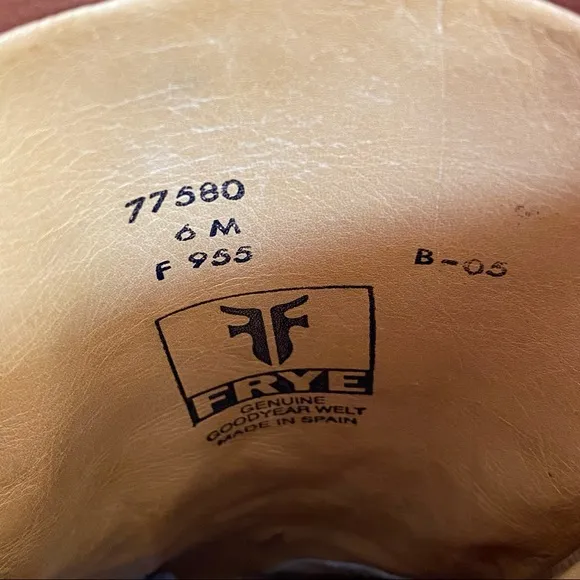 77580
6 M
F 955 B-05
FRYE
GENUINE
GOODYEAR WELT
MADE IN SPAIN